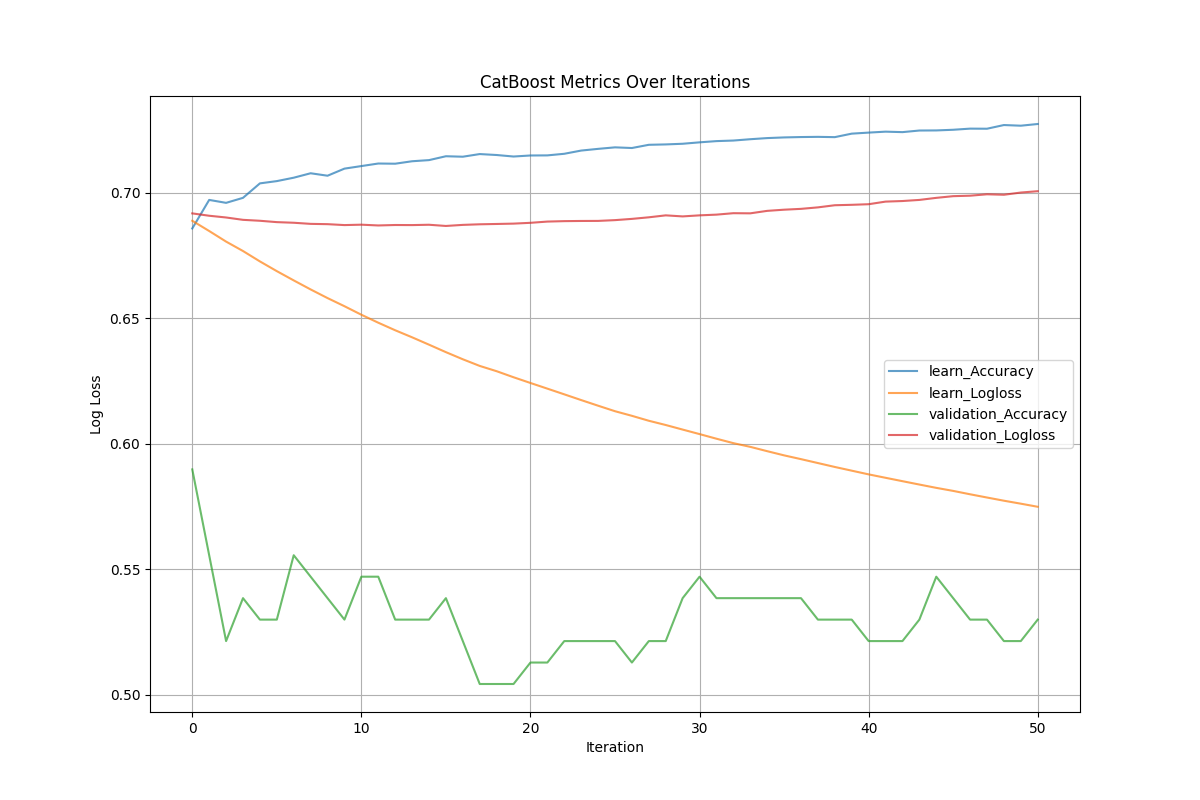 CatBoost Metrics Over Iterations
Log Loss
0.70
0.65
0.60
0.55
0.50
learn_Accuracy
learn_Logloss
validation_Accuracy
validation_Logloss
0 10 20 30 40 50
Iteration